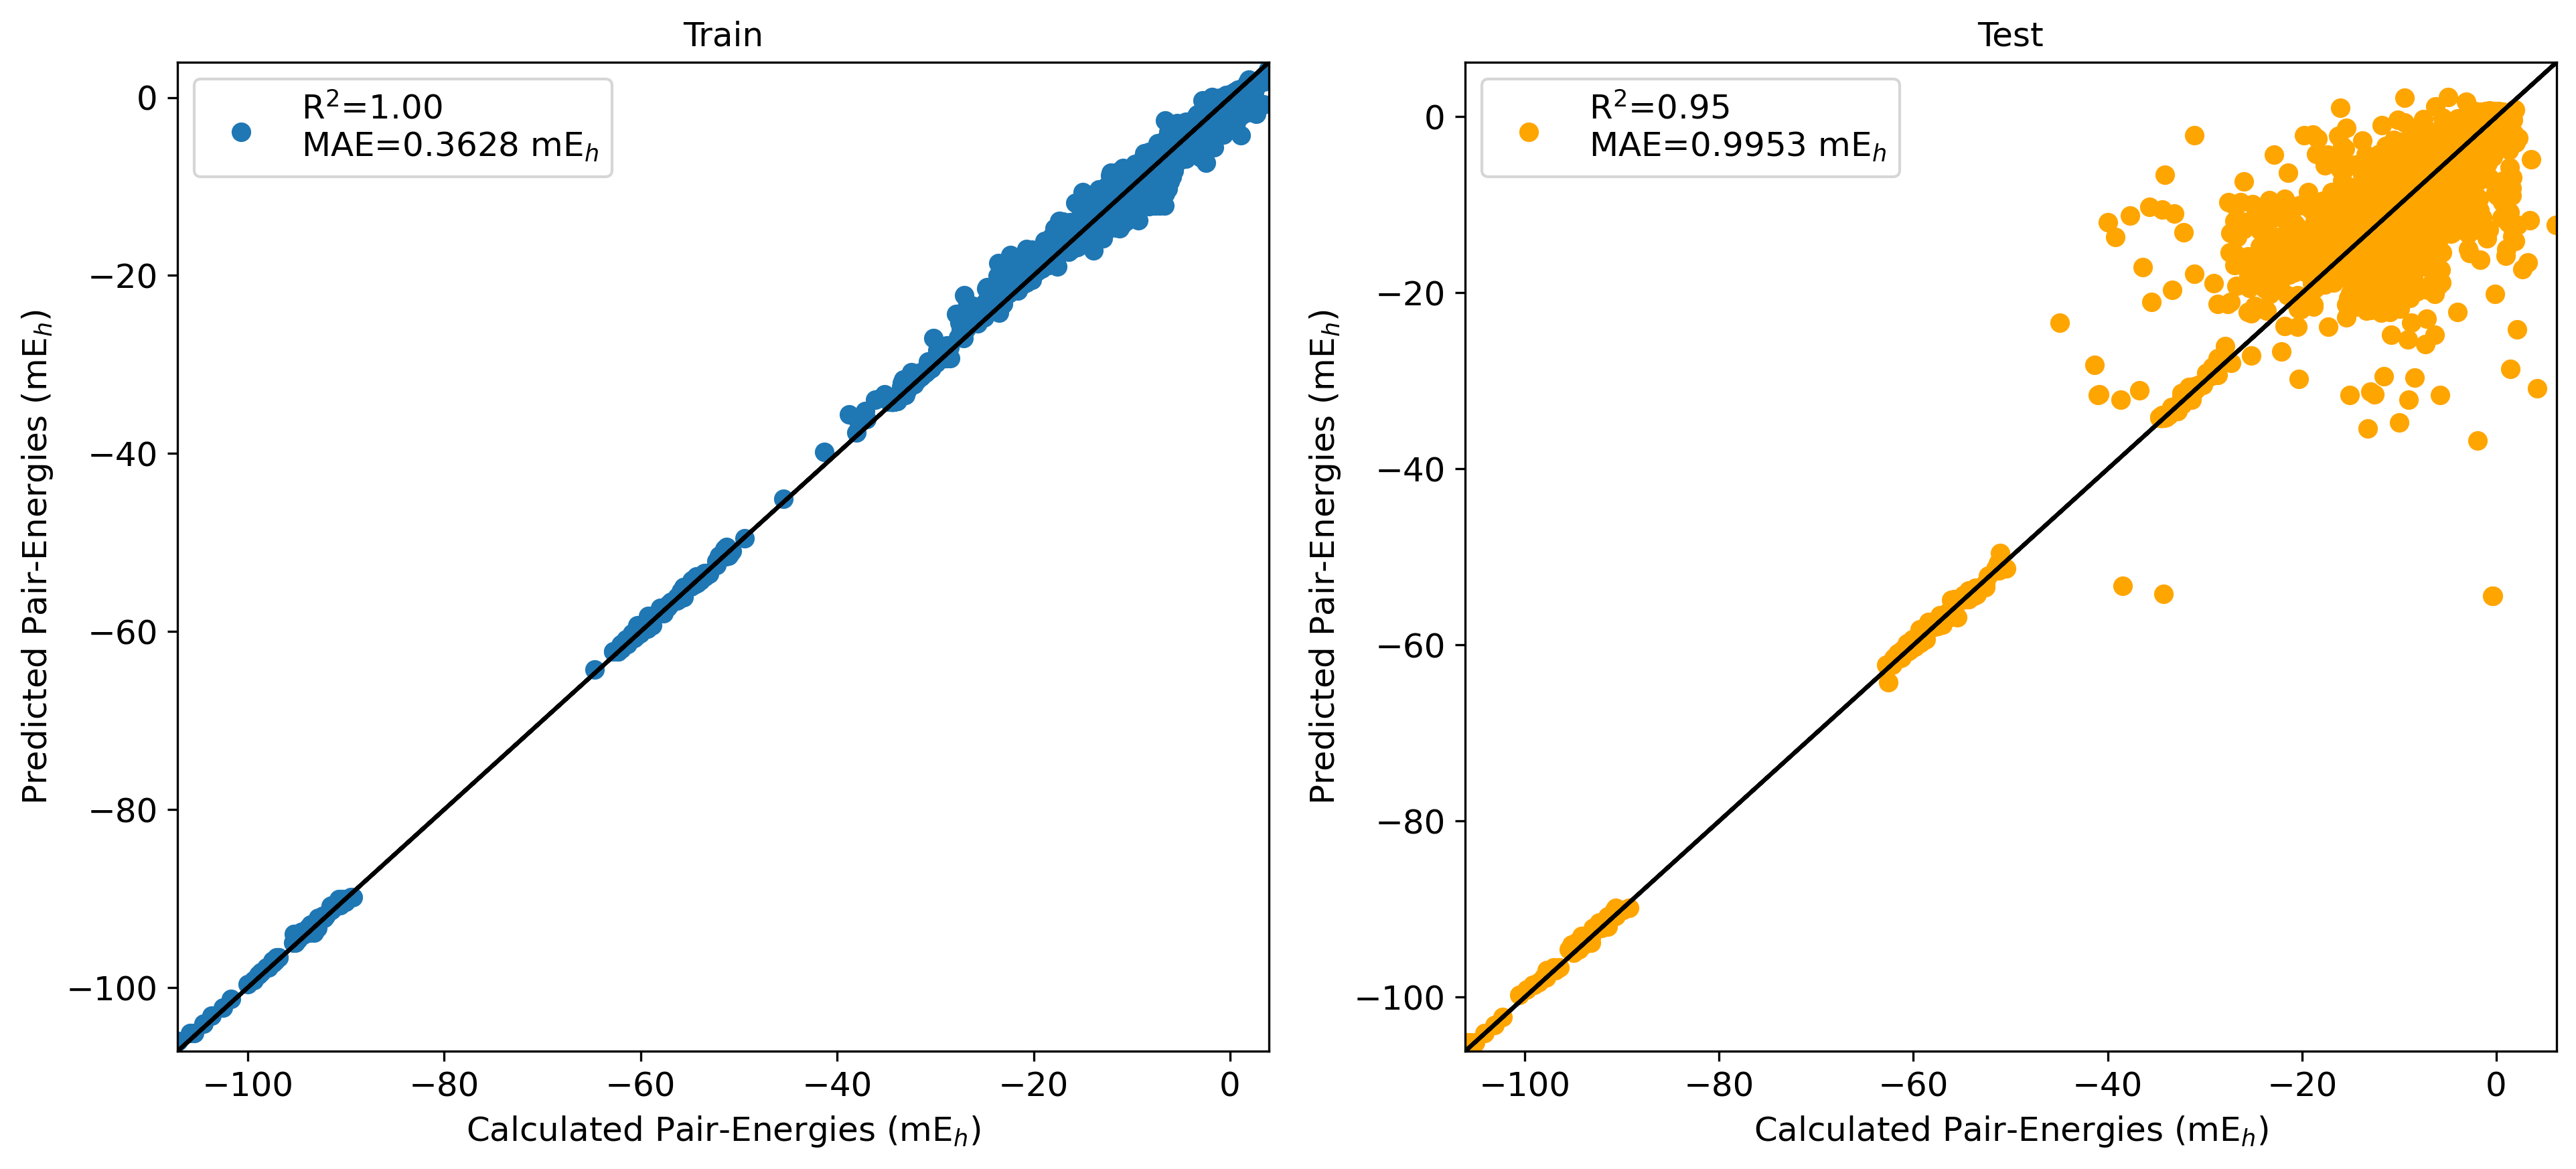 Train
R²=1.00
MAE=0.3628 mEₕ
0
−20
−40
−60
−80
−100
Predicted Pair-Energies (mEₕ)
−100 −80 −60 −40 −20 0
Calculated Pair-Energies (mEₕ)
Test
R²=0.95
MAE=0.9953 mEₕ
0
−20
−40
−60
−80
−100
Predicted Pair-Energies (mEₕ)
−100 −80 −60 −40 −20 0
Calculated Pair-Energies (mEₕ)